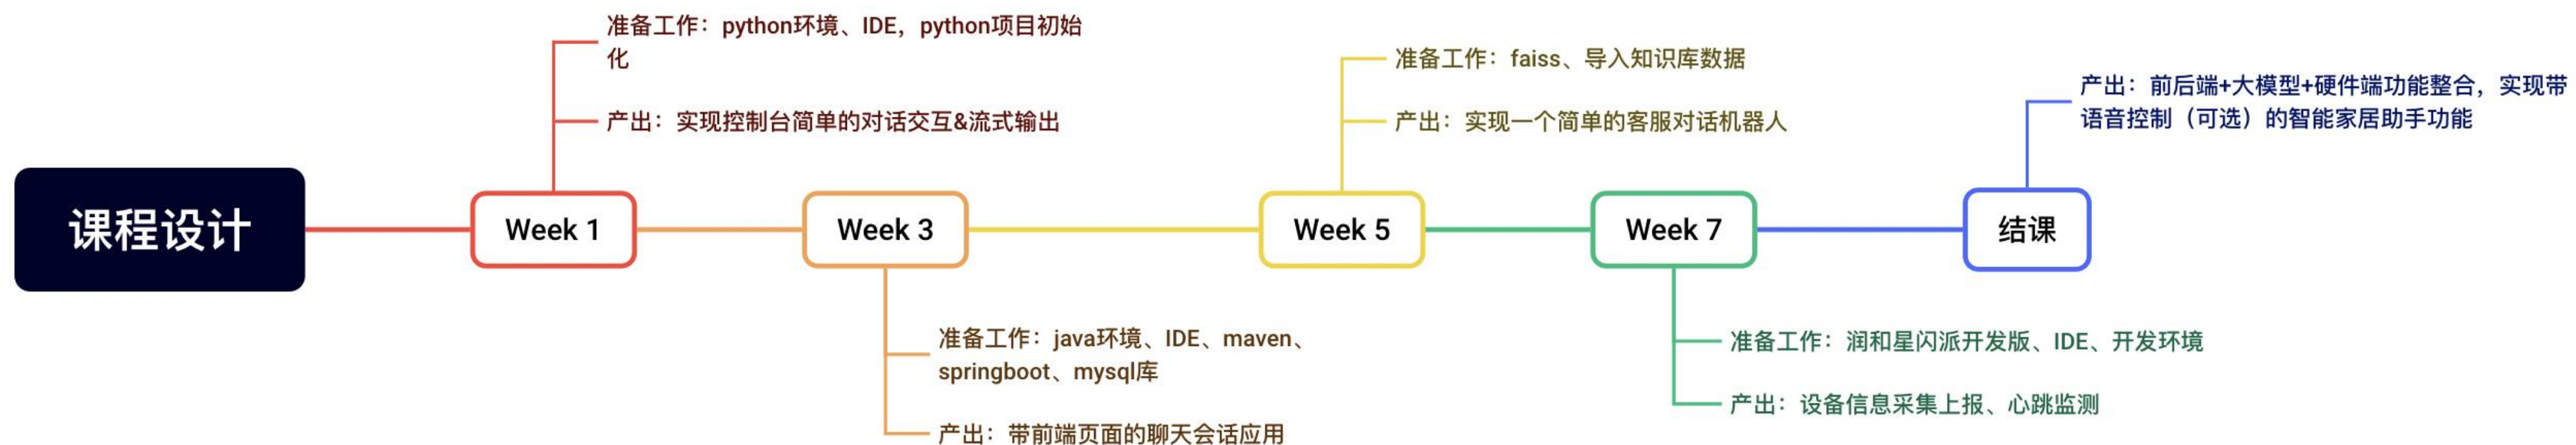 课程设计
Week 1
准备工作：python环境、IDE，python项目初始
化
产出：实现控制台简单的对话交互&流式输出
Week 3
准备工作：java环境、IDE、maven、
springboot、mysql库
产出：带前端页面的聊天会话应用
Week 5
准备工作：faiss、导入知识库数据
产出：实现一个简单的客服对话机器人
Week 7
准备工作：润和星闪派开发版、IDE、开发环境
产出：设备信息采集上报、心跳监测
结课
产出：前后端+大模型+硬件端功能整合，实现带
语音控制（可选）的智能家居助手功能